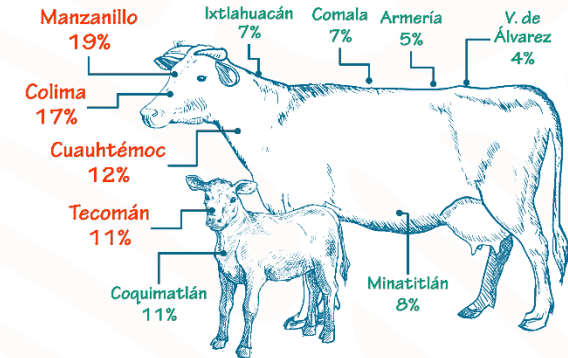 Manzanillo
19%
Ixtlahuacán
7%
Comala
7%
Armería
5%
V. de
Álvarez
4%
Colima
17%
Cuauhtémoc
12%
Tecomán
11%
Coquimatlán
11%
Minatitlán
8%